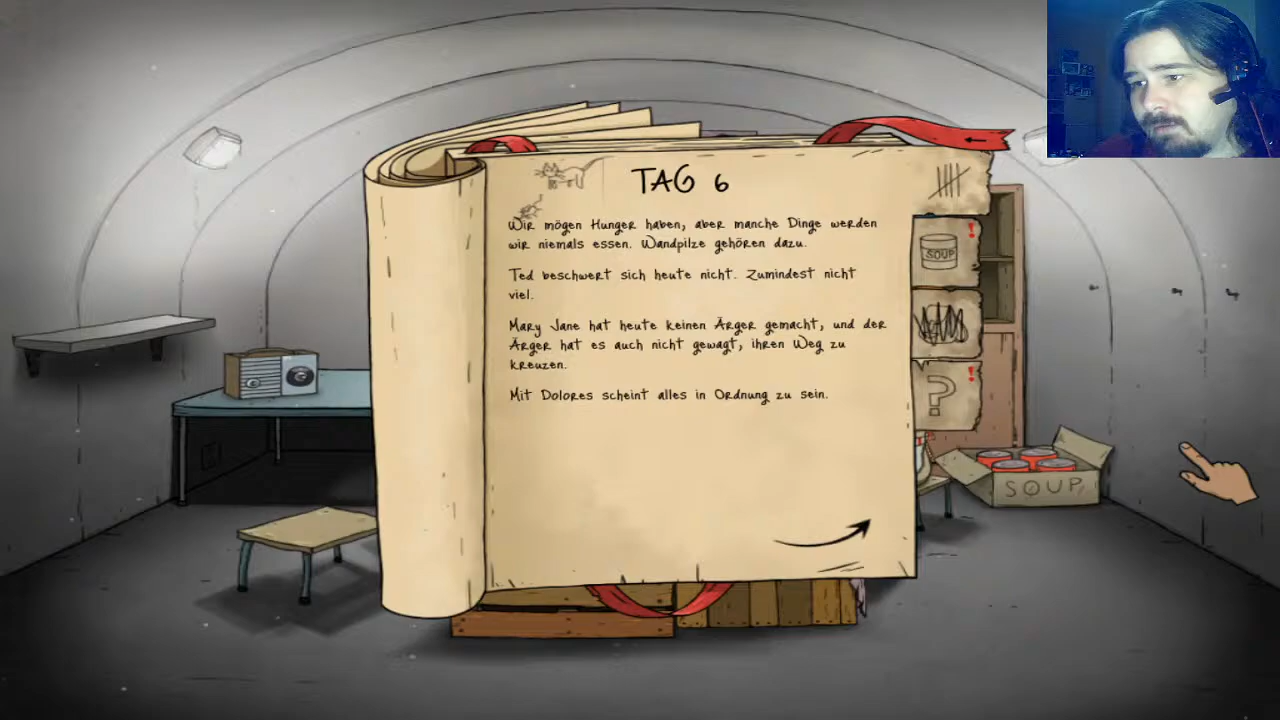 TAG 6
Wir mögen Hunger haben, aber manche Dinge werden
wir niemals essen. Wandpilze gehören dazu.
Ted beschwert sich heute nicht. Zumindest nicht
viel.
Mary Jane hat heute keinen Ärger gemacht, und der
Ärger hat es auch nicht gewagt, ihren Weg zu
kreuzen.
Mit Dolores scheint alles in Ordnung zu sein.
!
SOUP
!
?
SOUP